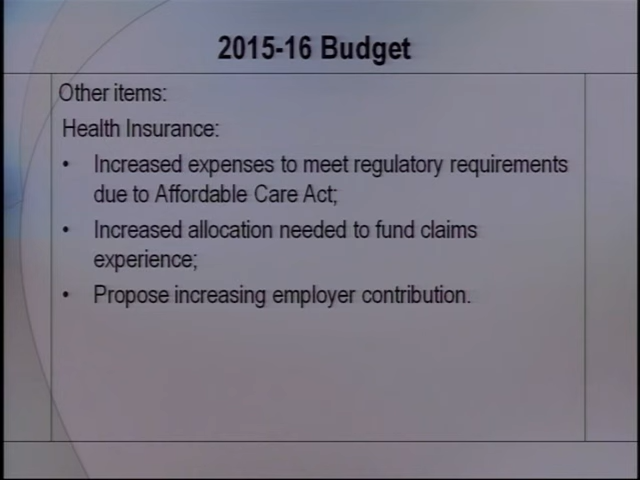 2015-16 Budget
Other items:
Health Insurance:
• Increased expenses to meet regulatory requirements
due to Affordable Care Act;
• Increased allocation needed to fund claims
experience;
• Propose increasing employer contribution.